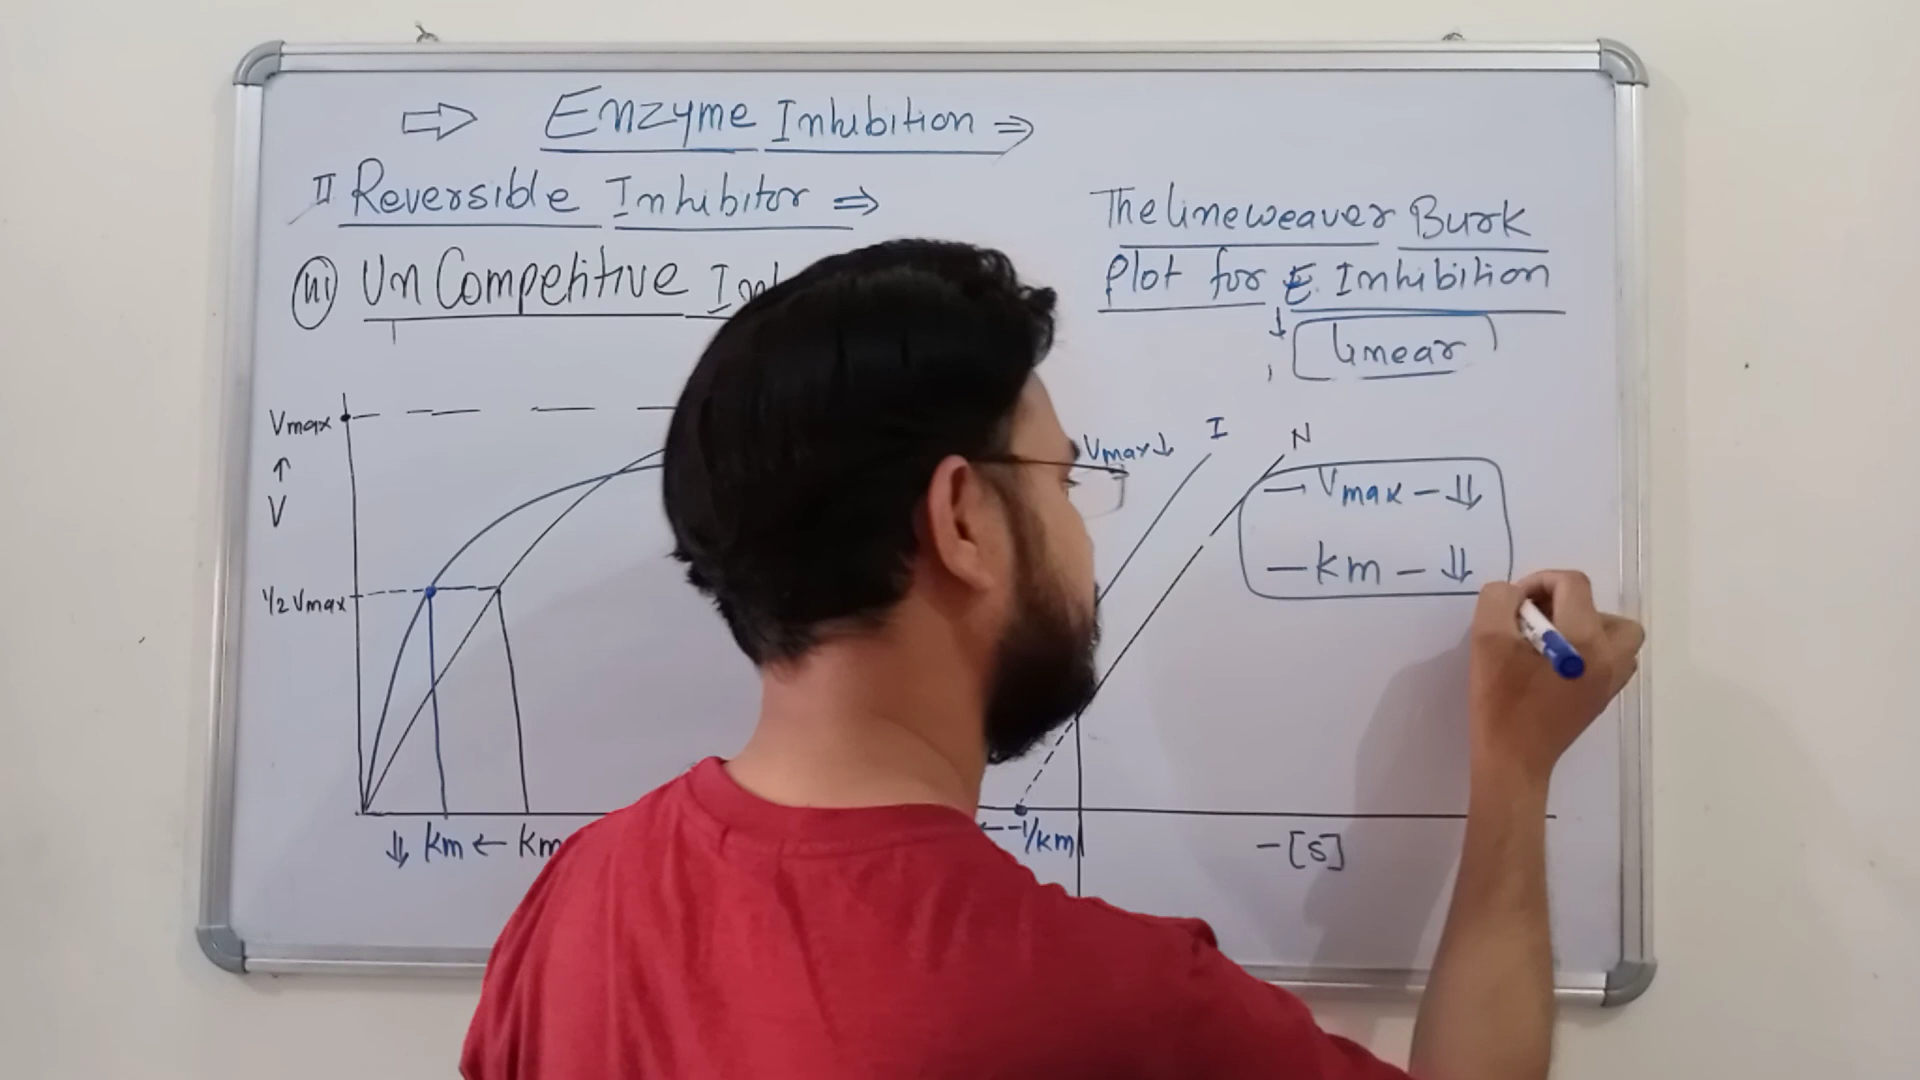 ⇨ Enzyme Inhibition ⇒
II Reversible Inhibitor ⇒
(iii) Un Competitive
The lineweaver Burk
Plot for E Inhibition
linear
Vmax
↑
V
1/2 Vmax
⇓ km ← km
Vmax↓
I
N
→ Vmax - ⇓
- km - ⇓
← -1/km
- [S]